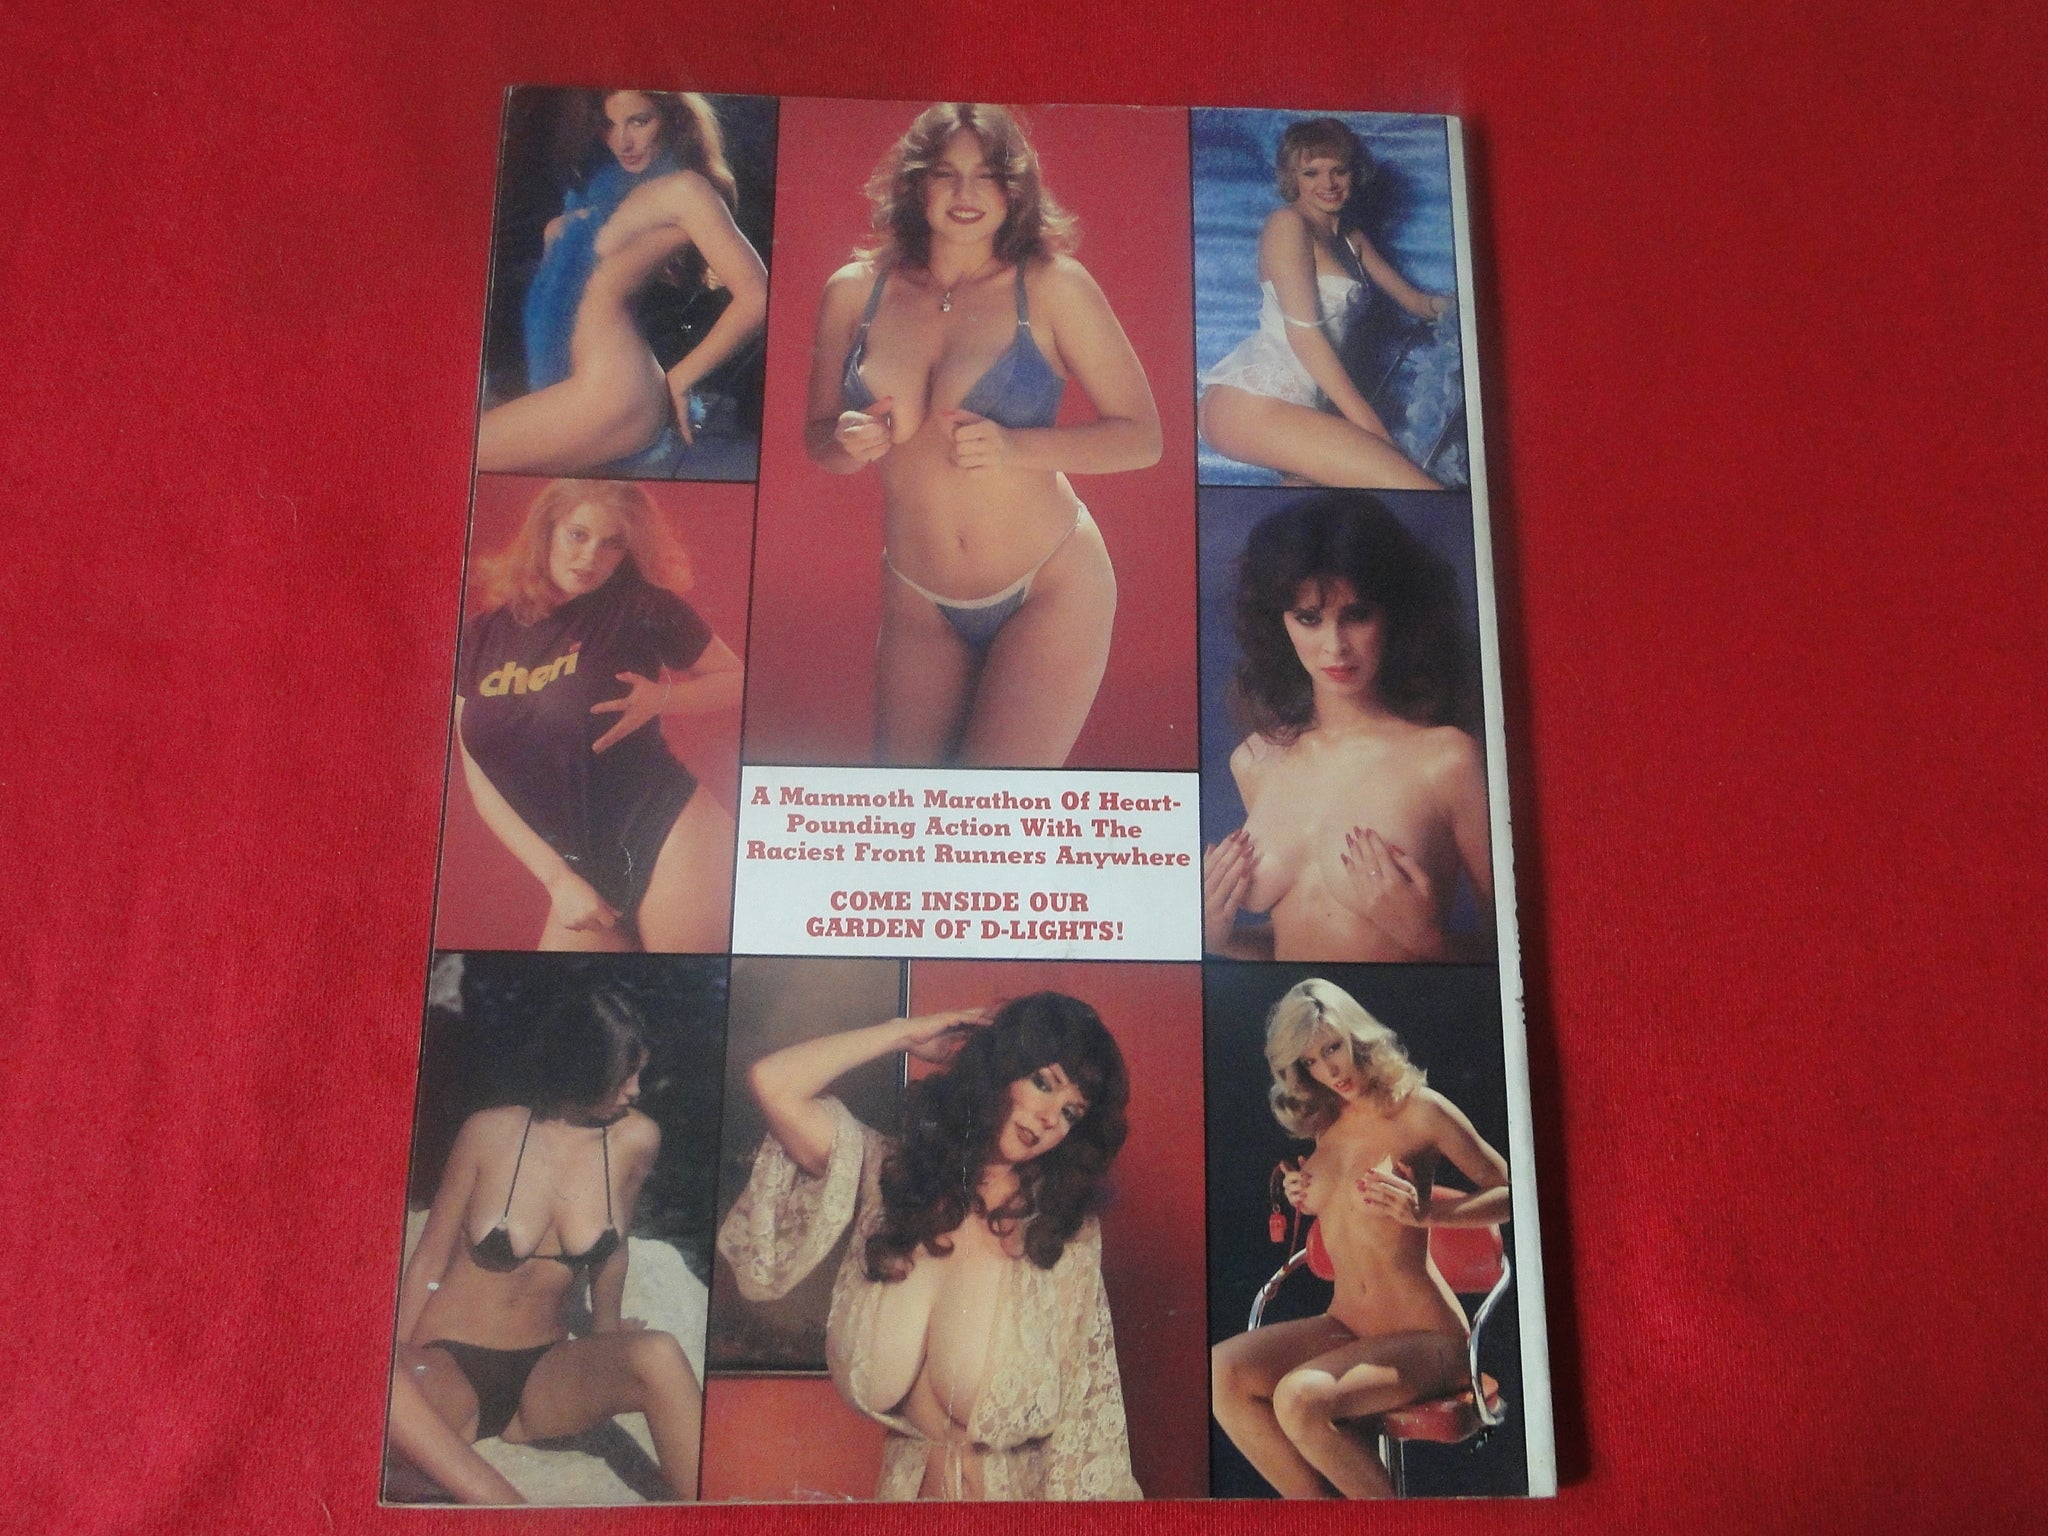 cheri
A Mammoth Marathon Of Heart-
Pounding Action With The
Raciest Front Runners Anywhere
COME INSIDE OUR
GARDEN OF D-LIGHTS!